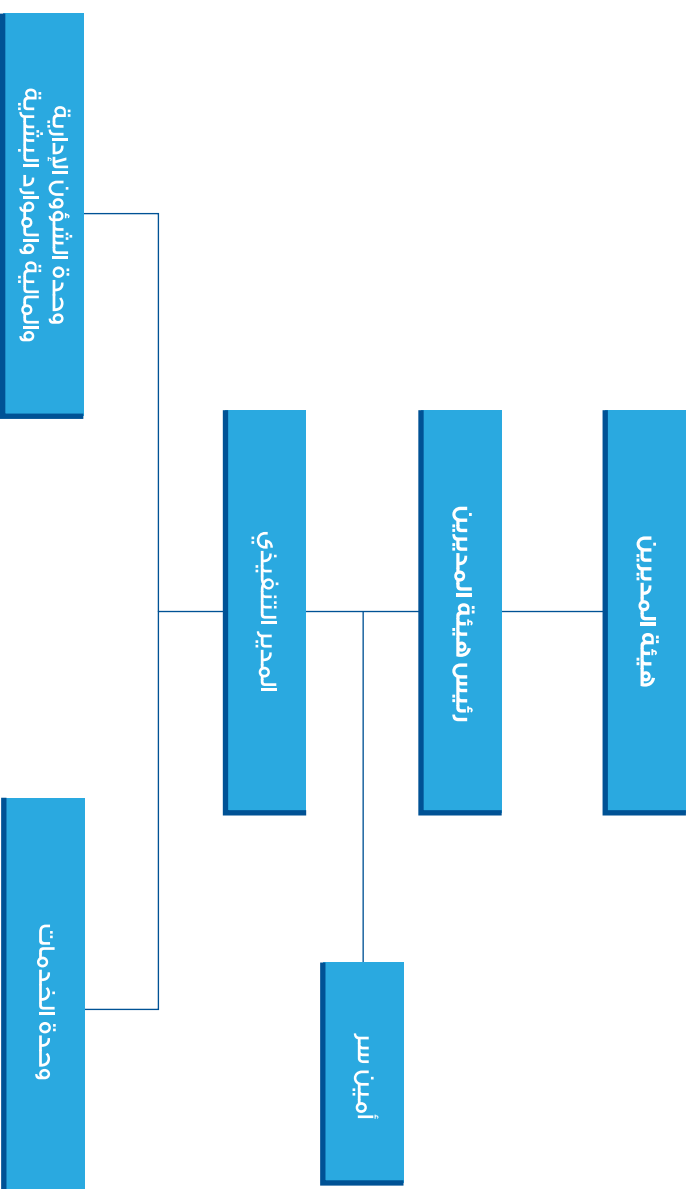 هيئة المديرين
رئيس هيئة المديرين
أمين سر
المدير التنفيذي
وحدة الشؤون الإدارية
والمالية والموارد البشرية
وحدة الخدمات